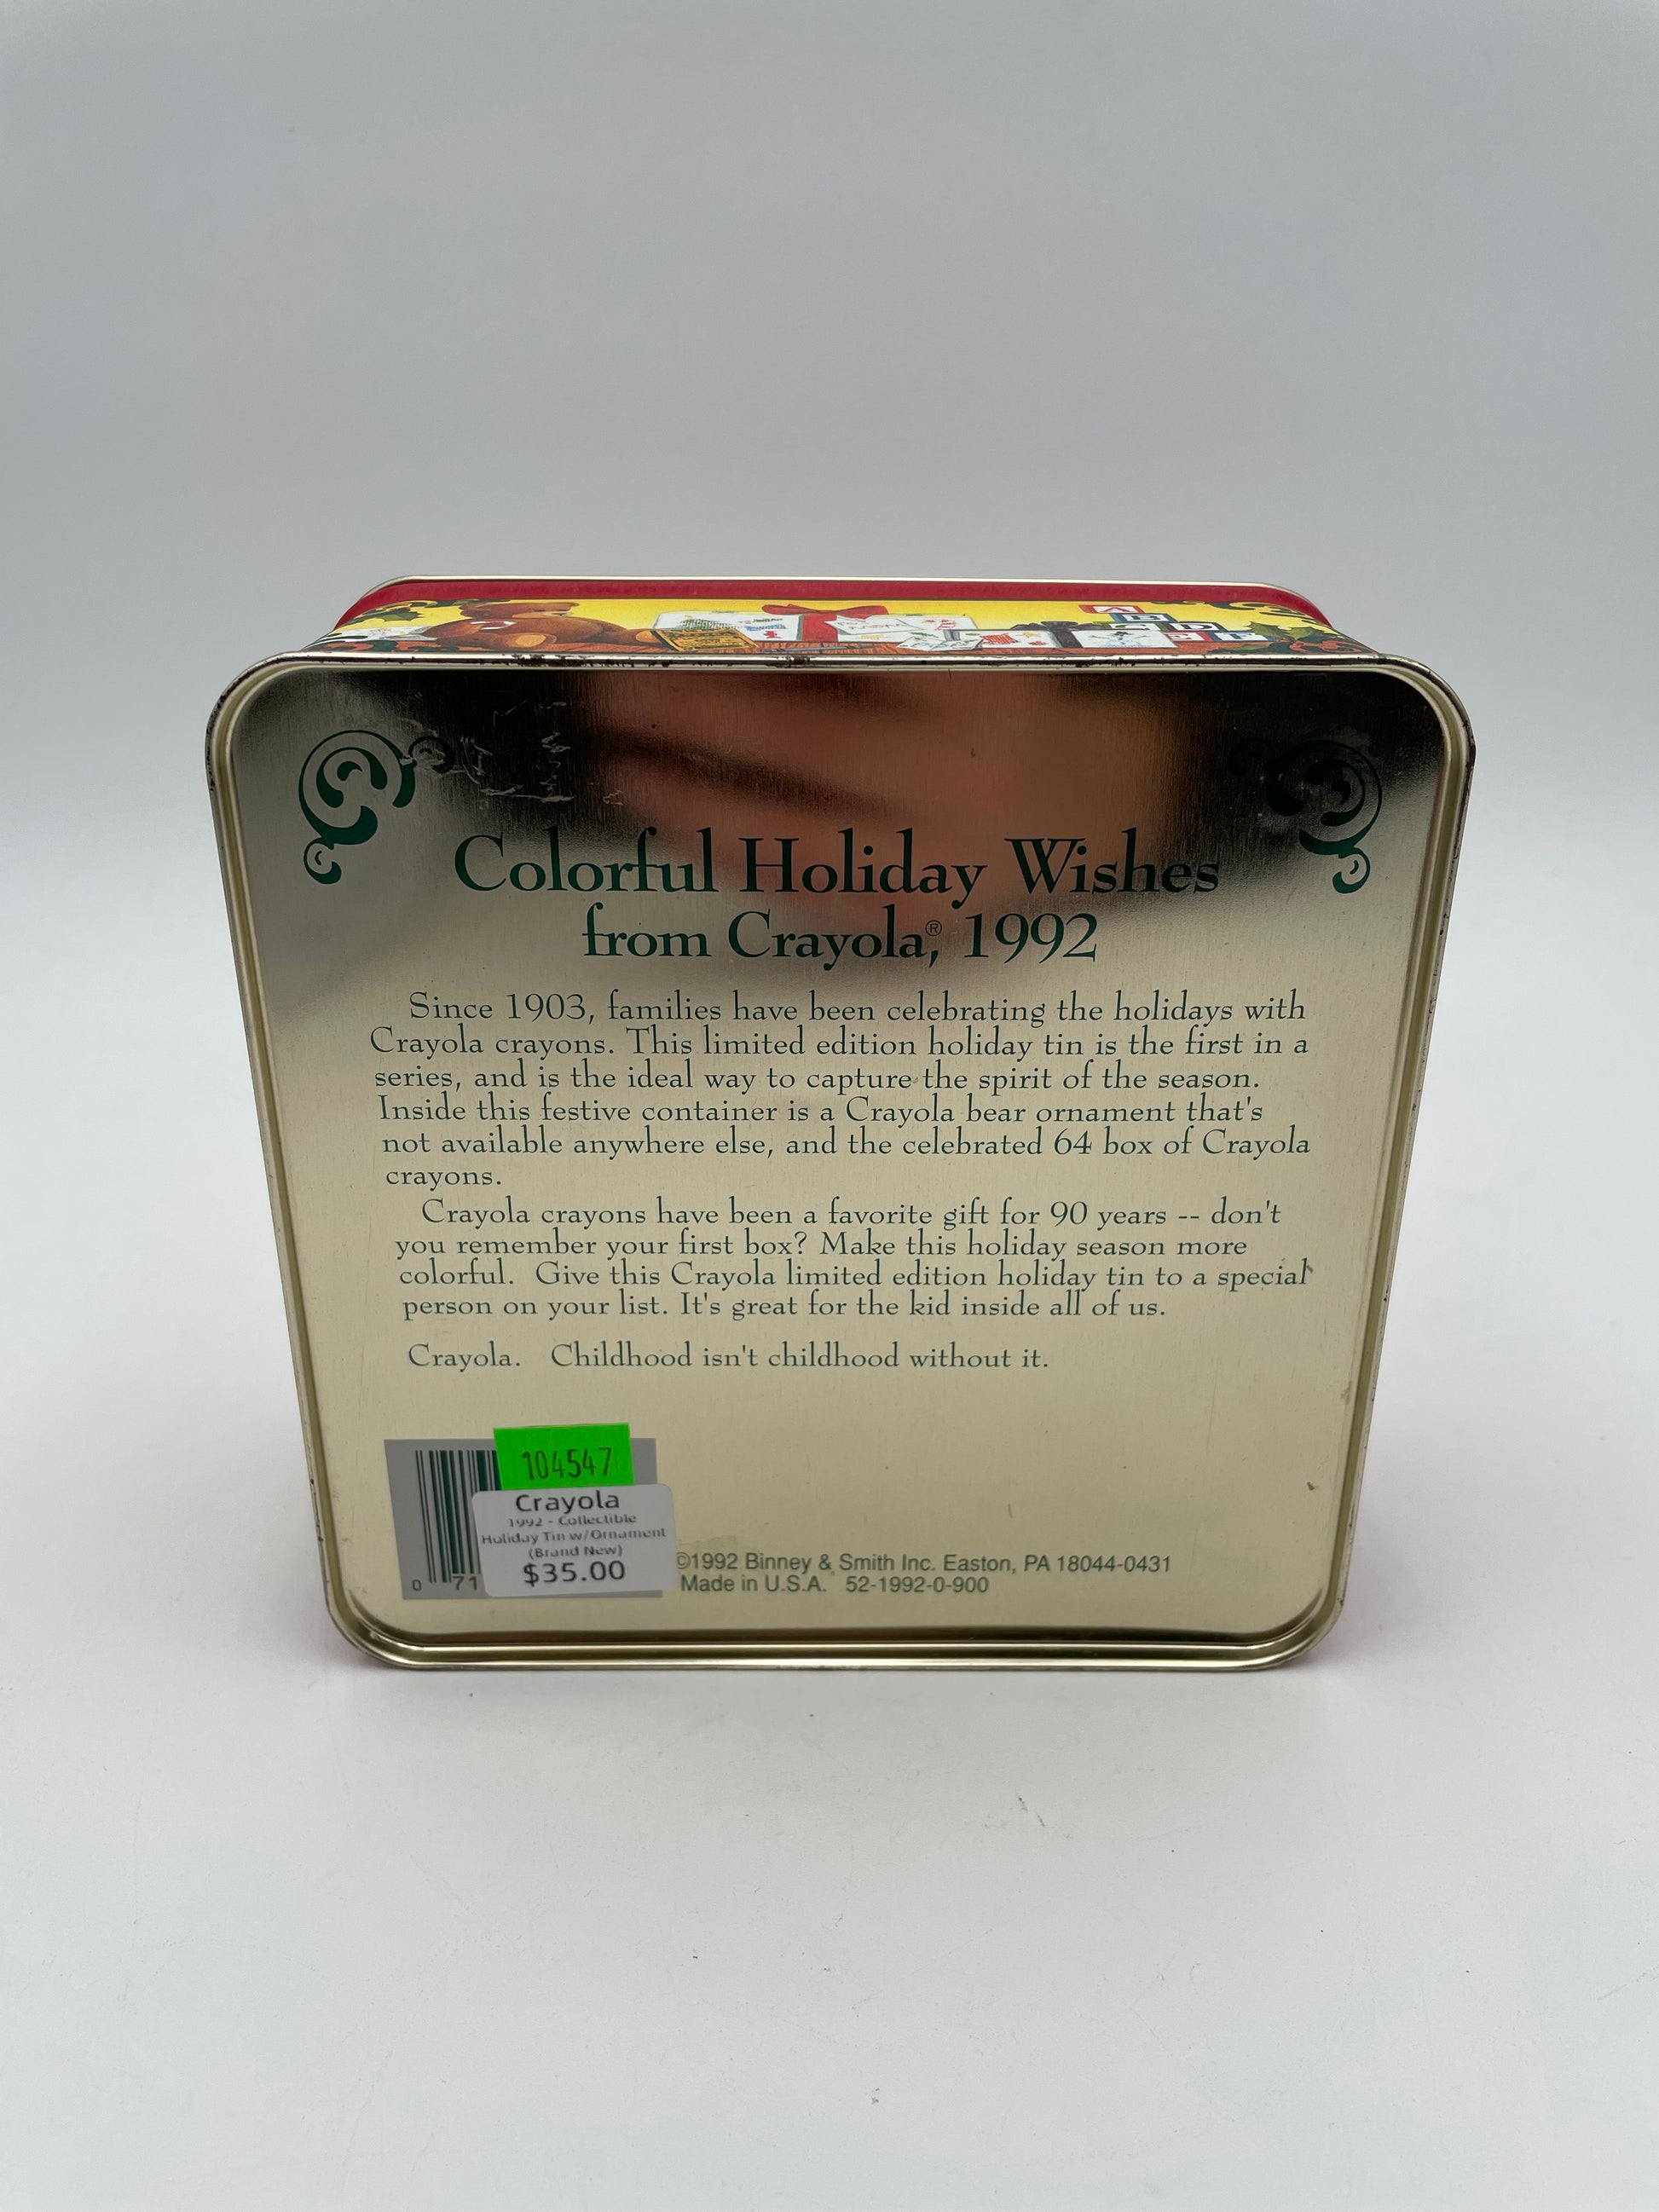 A
B
C D
E F
Colorful Holiday Wishes
from Crayola®, 1992
Since 1903, families have been celebrating the holidays with
Crayola crayons. This limited edition holiday tin is the first in a
series, and is the ideal way to capture the spirit of the season.
Inside this festive container is a Crayola bear ornament that's
not available anywhere else, and the celebrated 64 box of Crayola
crayons.
Crayola crayons have been a favorite gift for 90 years -- don't
you remember your first box? Make this holiday season more
colorful. Give this Crayola limited edition holiday tin to a special
person on your list. It's great for the kid inside all of us.
Crayola. Childhood isn't childhood without it.
104547
Crayola
1992 - Collectible
Holiday Tin w/Ornament
(Brand New)
$35.00
0 71
©1992 Binney & Smith Inc. Easton, PA 18044-0431
Made in U.S.A. 52-1992-0-900